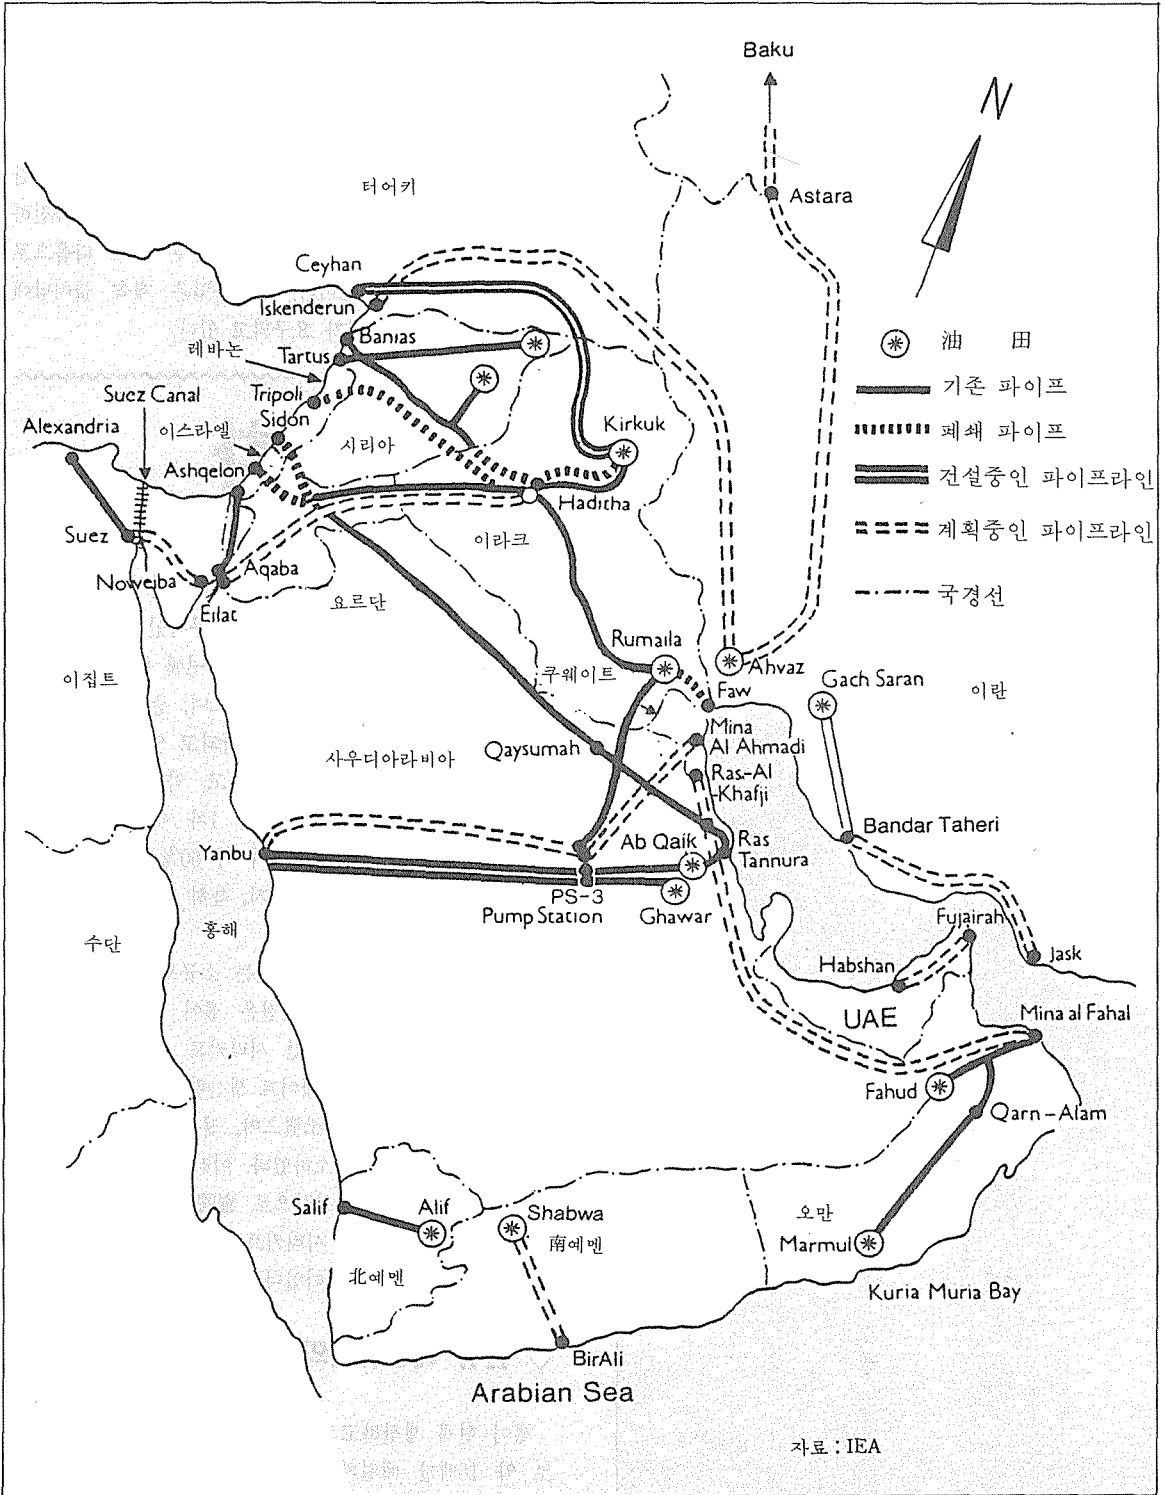 Baku
N
터어키
Astara
Ceyhan
Iskenderun
Banias
레바논
Tartus
Suez Canal
Tripoli
Sidon
Alexandria
이스라엘
시리아
Kirkuk
Ashqelon
Haditha
Suez
이라크
Noweiba
Aqaba
Eilat
요르단
油 田
기존 파이프
폐쇄 파이프
건설중인 파이프라인
계획중인 파이프라인
국경선
Rumaila
쿠웨이트
Ahvaz
Faw
Gach Saran
이란
이집트
Mina
Al Ahmadi
Qaysumah
사우디아라비아
Ras-Al
-Khafji
Bandar Taheri
Yanbu
Ab Qaik
Ras
Tannura
PS-3
Pump Station
Ghawar
수단
홍해
Fujairah
Habshan
Jask
UAE
Mina al Fahal
Fahud
Qarn-Alam
Salif
Alif
Shabwa
南예멘
오만
Marmul
北예멘
Kuria Muria Bay
BirAli
Arabian Sea
자료 : IEA